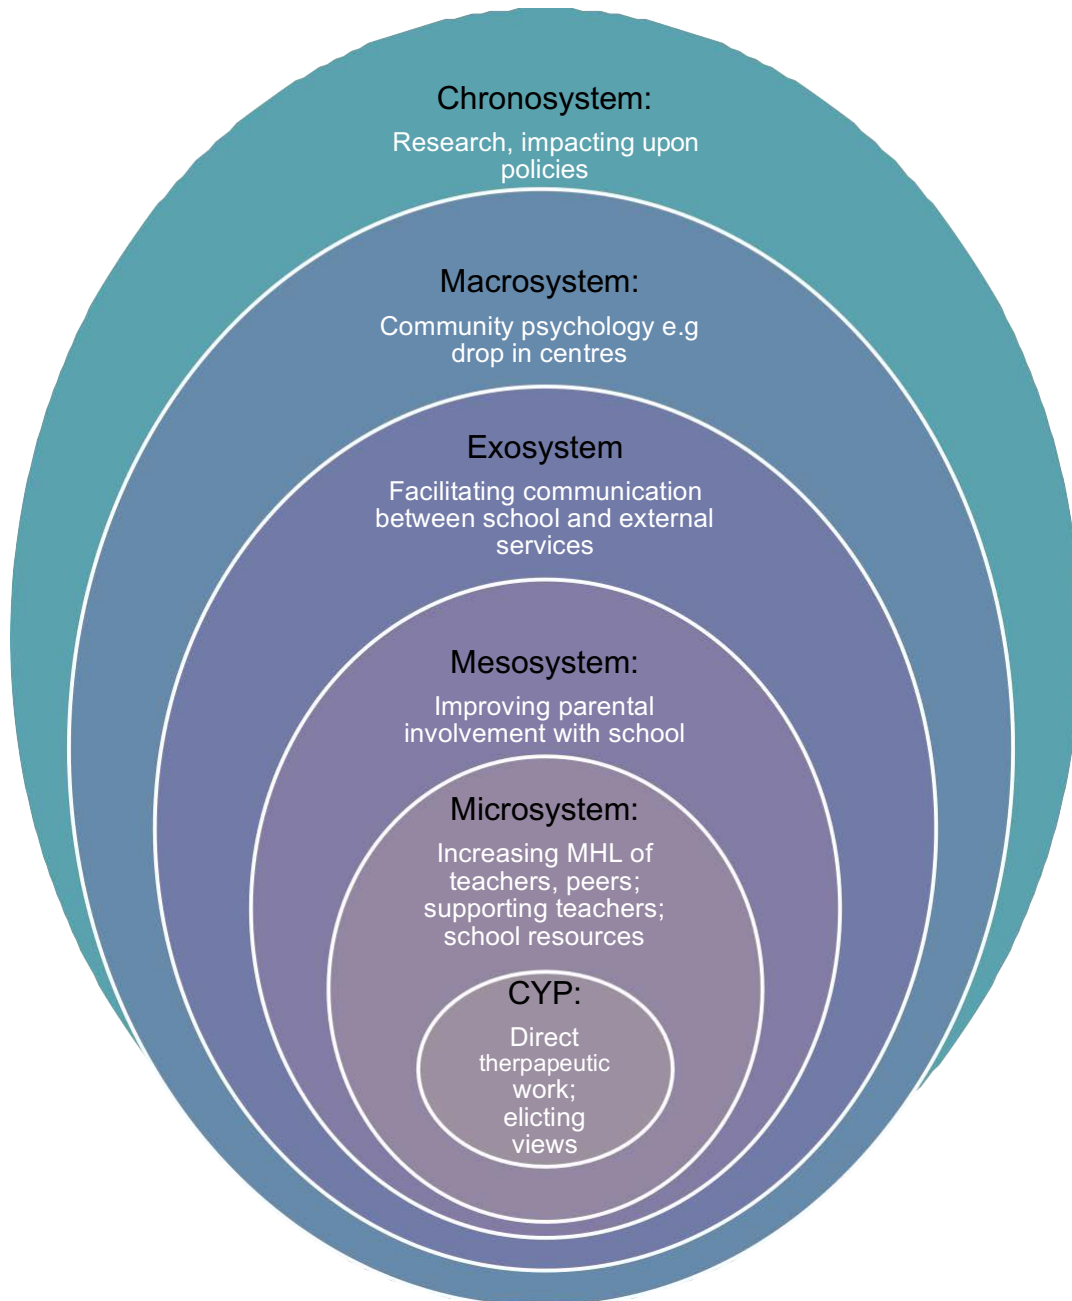 Chronosystem:
Research, impacting upon
policies
Macrosystem:
Community psychology e.g
drop in centres
Exosystem
Facilitating communication
between school and external
services
Mesosystem:
Improving parental
involvement with school
Microsystem:
Increasing MHL of
teachers, peers;
supporting teachers;
school resources
CYP:
Direct
therpapeutic
work;
elicting
views